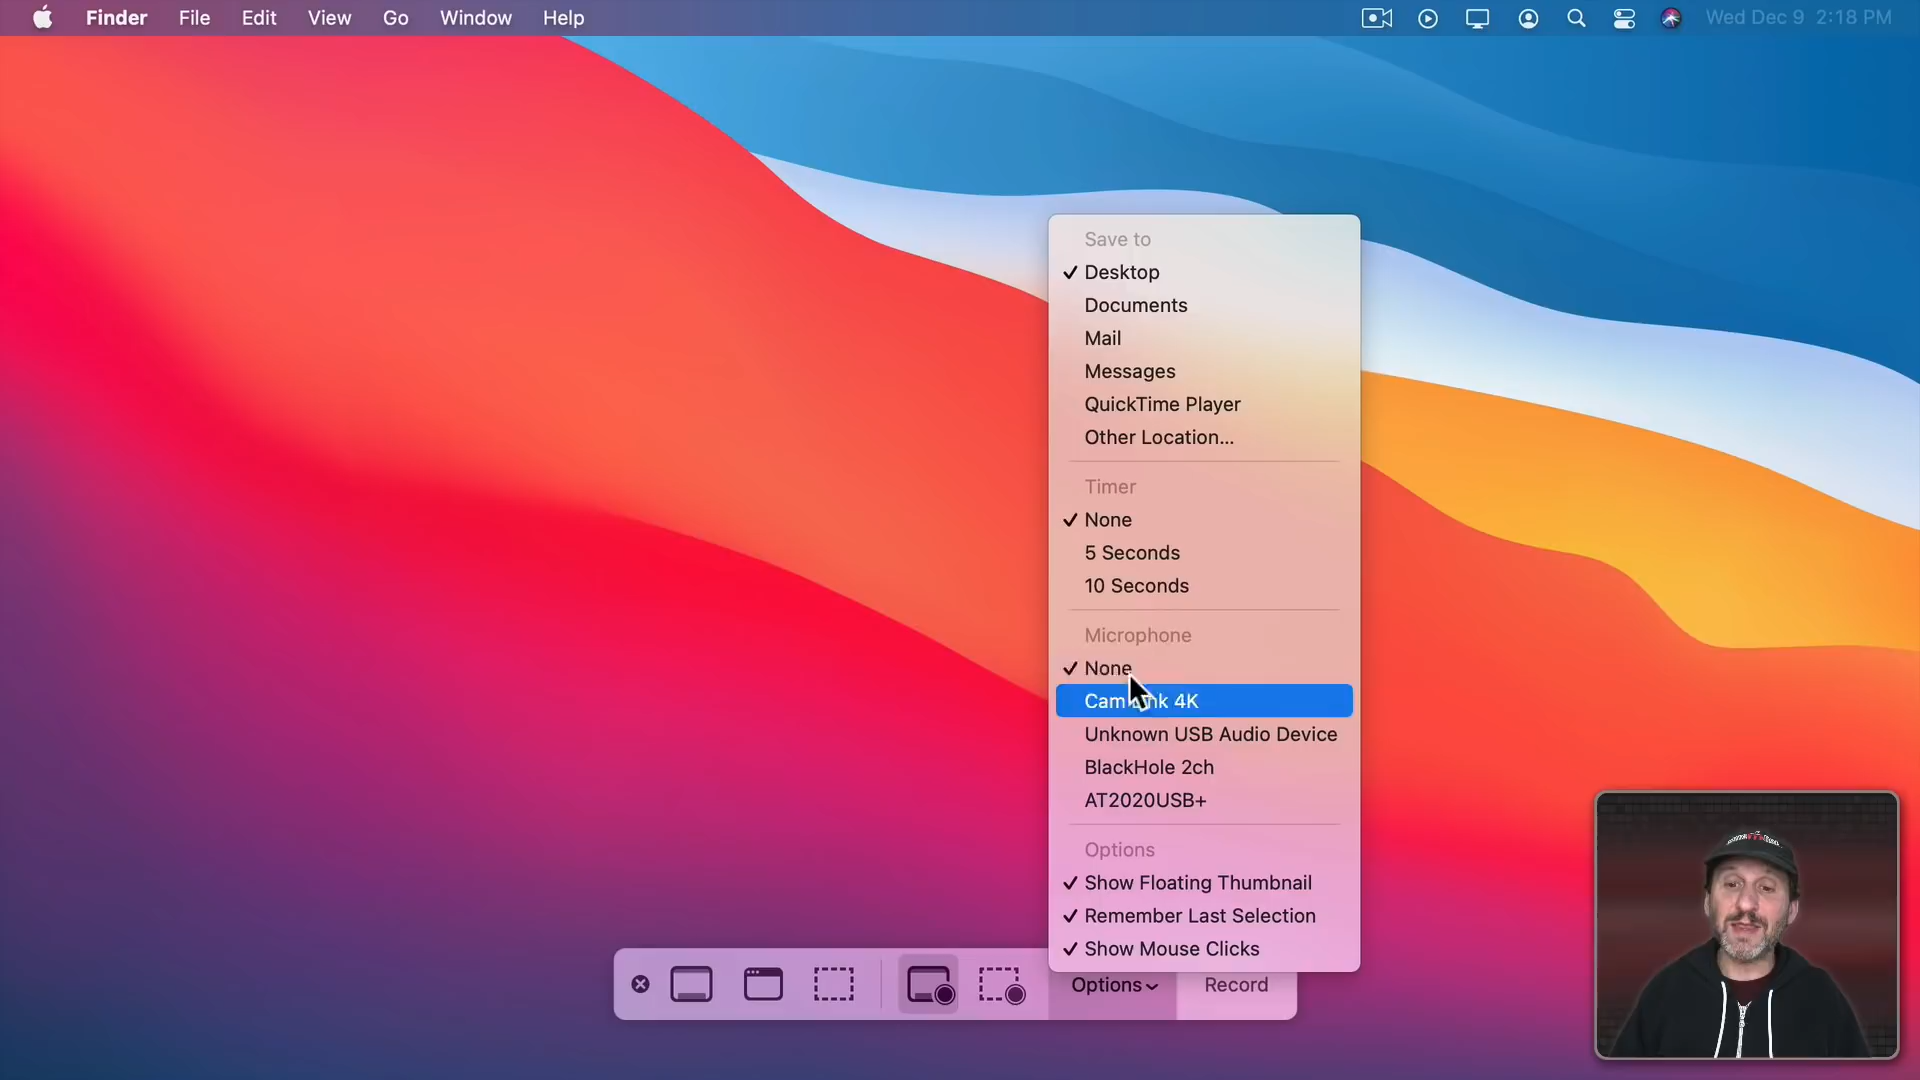 Finder File Edit View Go Window Help
Wed Dec 9 2:18 PM
Save to
Desktop
Documents
Mail
Messages
QuickTime Player
Other Location...
Timer
None
5 Seconds
10 Seconds
Microphone
None
Cam Link 4K
Unknown USB Audio Device
BlackHole 2ch
AT2020USB+
Options
Show Floating Thumbnail
Remember Last Selection
Show Mouse Clicks
Options Record